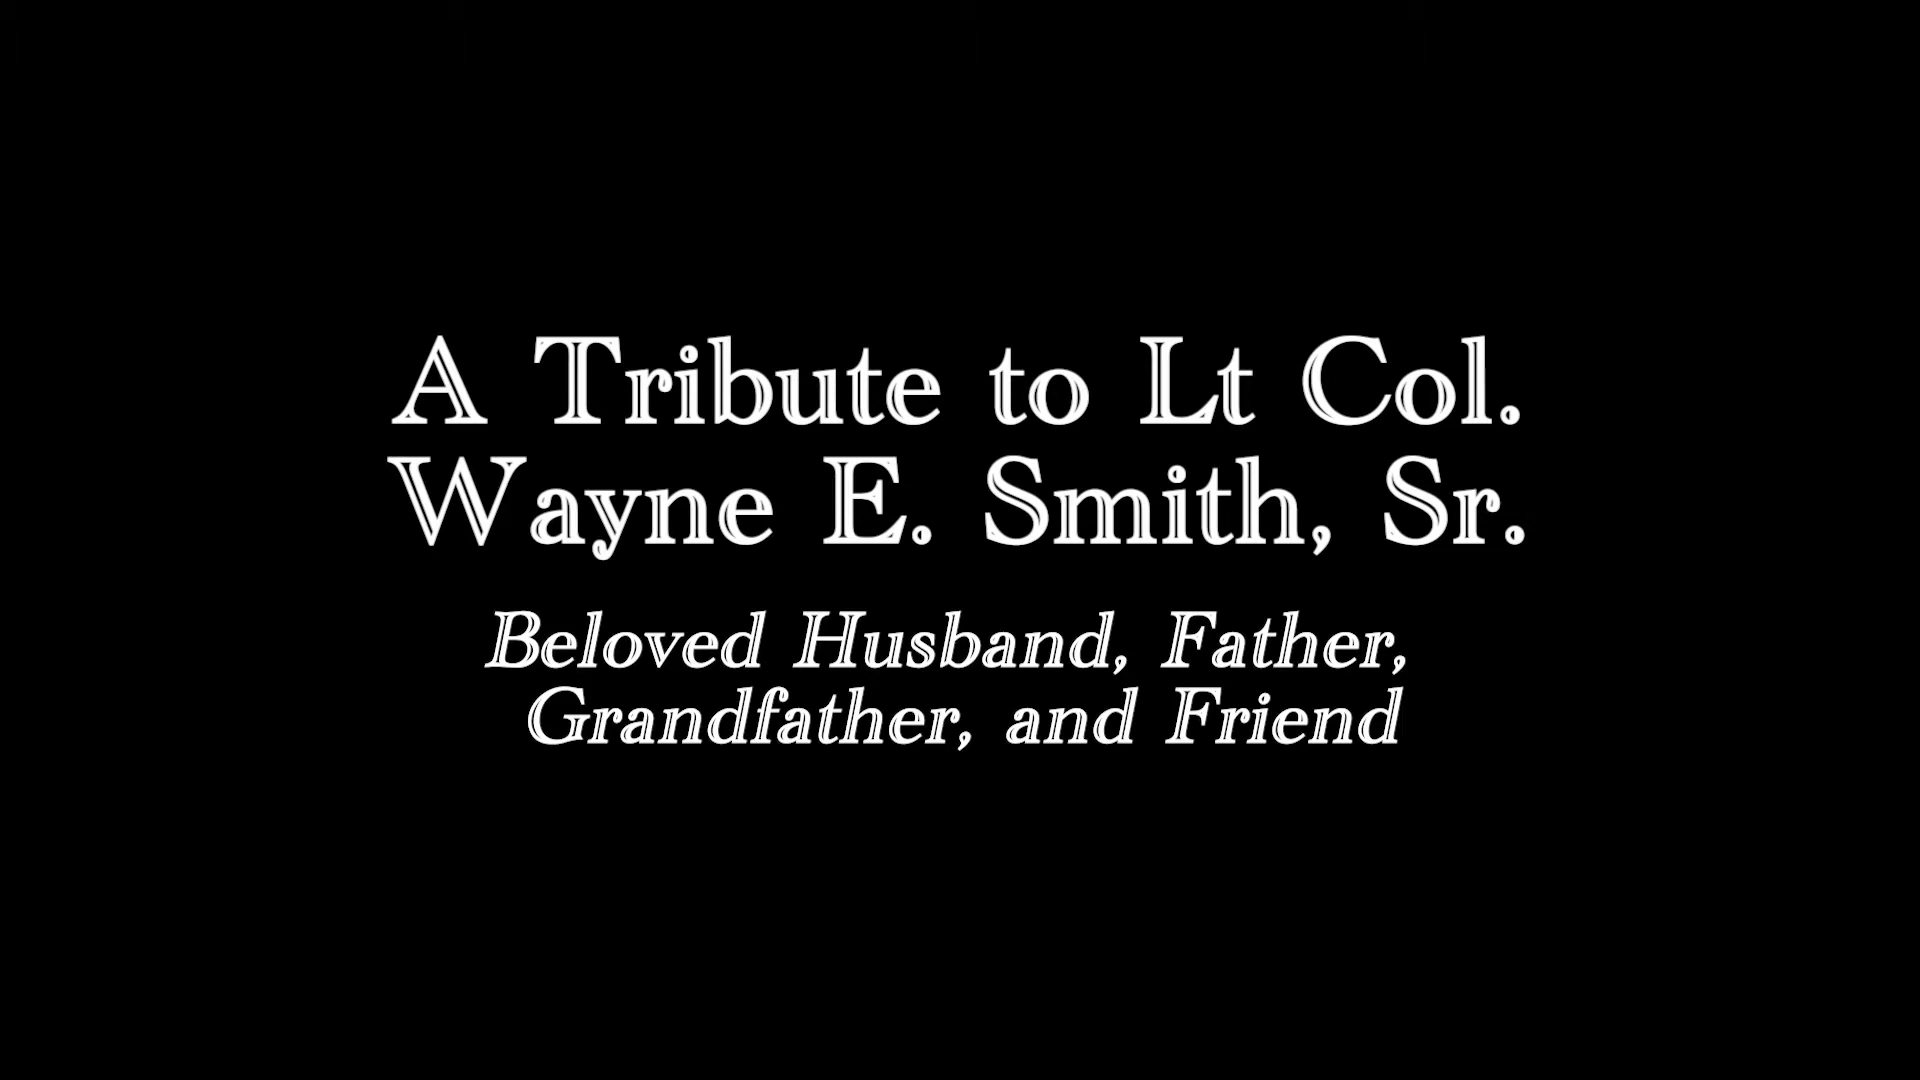 A Tribute to Lt Col.
Wayne E. Smith, Sr.
Beloved Husband, Father,
Grandfather, and Friend